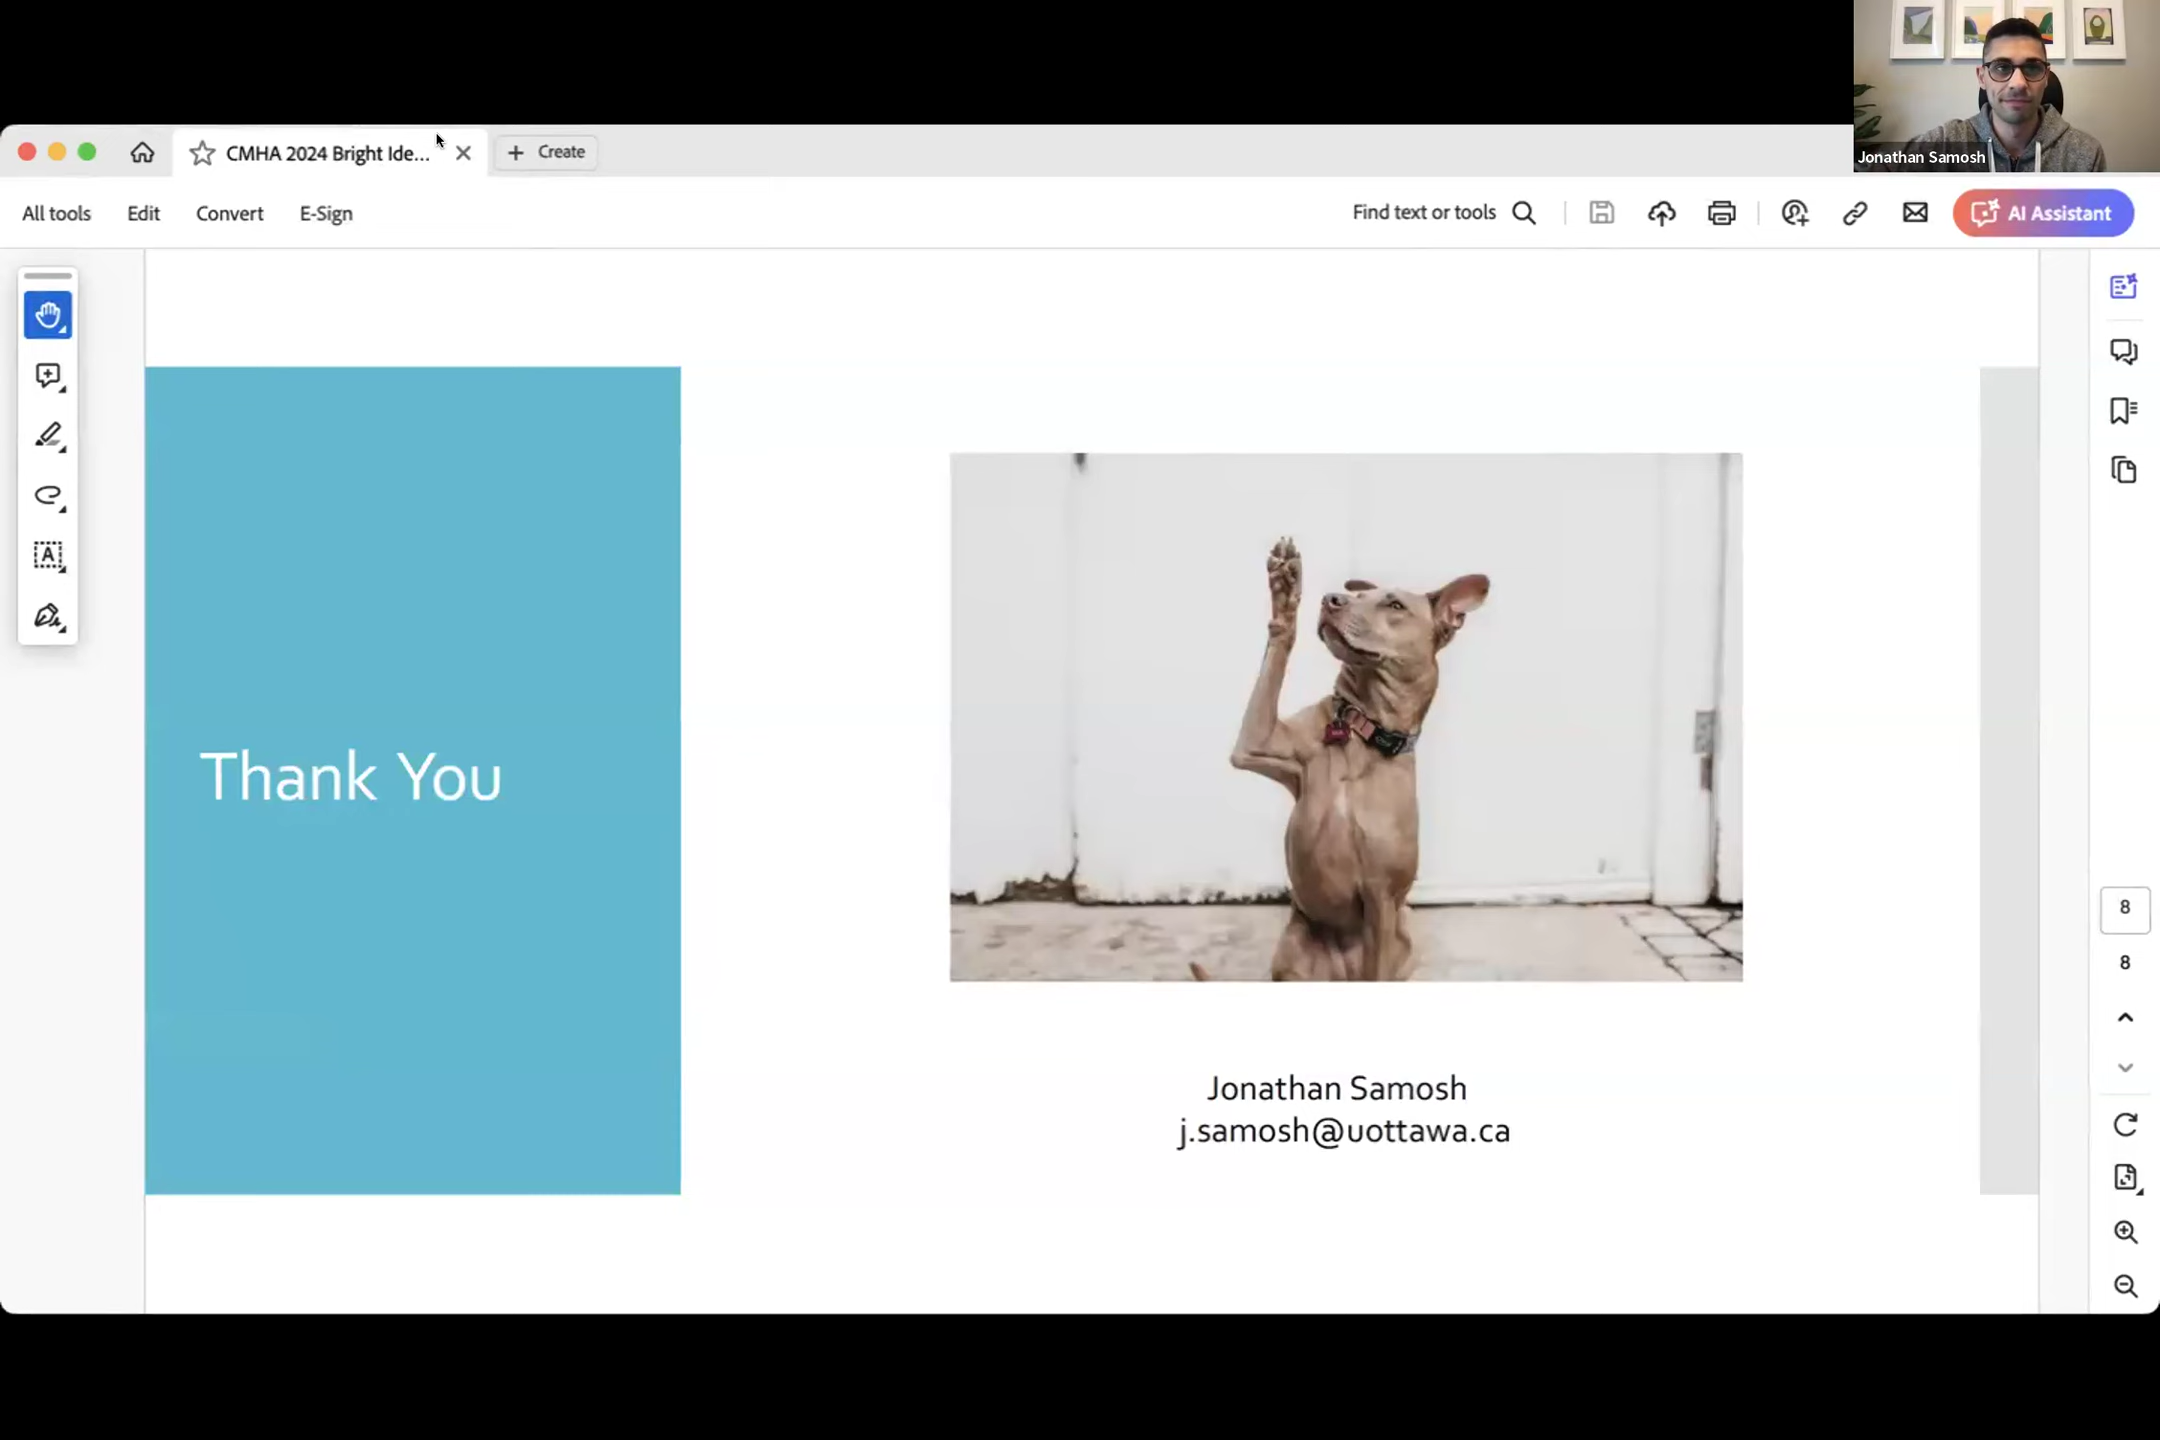 Jonathan Samosh
CMHA 2024 Bright Ide...
Create
All tools
Edit
Convert
E-Sign
Find text or tools
AI Assistant
Thank You
Jonathan Samosh
j.samosh@uottawa.ca
8
8